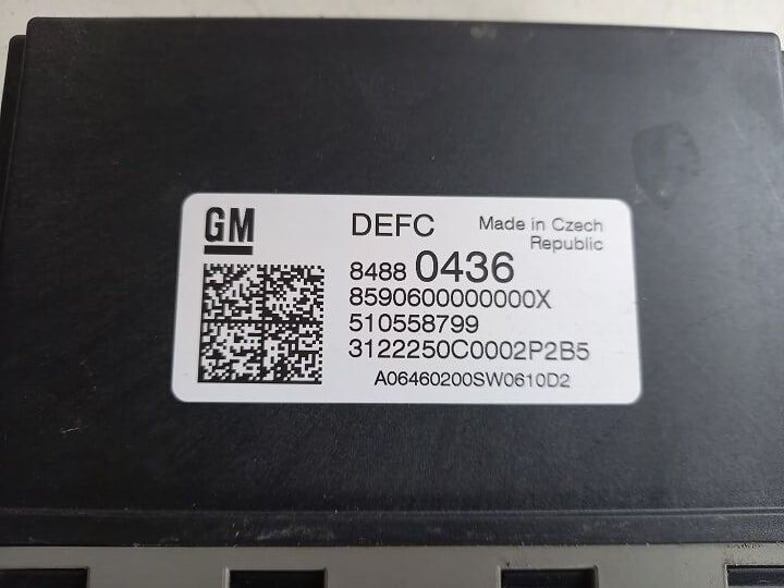 GM
DEFC
Made in Czech
Republic
8488 0436
8590600000000X
510558799
3122250C0002P2B5
A06460200SW0610D2